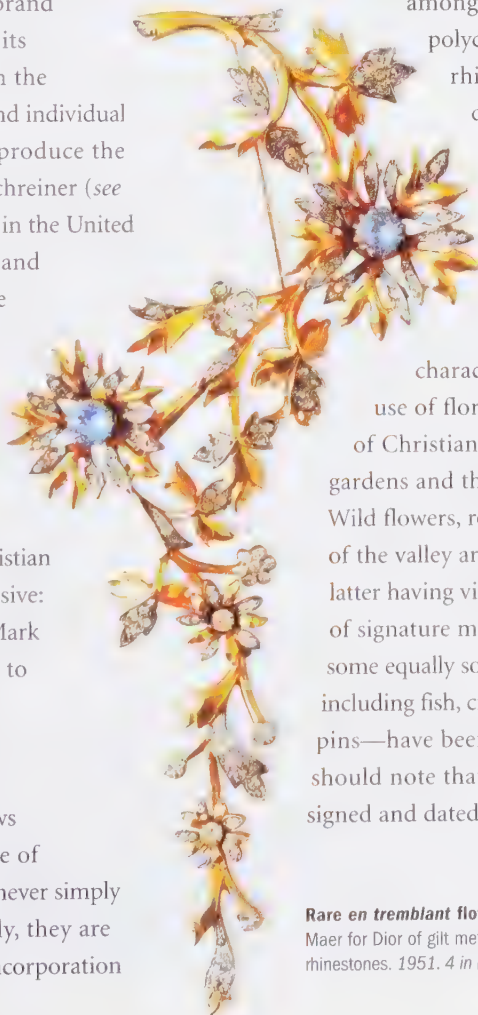 brand
its
n the
nd individual
produce the
chreiner (see
in the United
and
e
istian
sive:
Mark
to
ws
e of
never simply
ly, they are
corporation
among
polyc
rhi
c
charac
use of flor
of Christian
gardens and th
Wild flowers, r
of the valley ar
latter having vi
of signature m
some equally so
including fish, c
pins—have bee
should note tha
signed and dated
Rare en tremblant flo
Maer for Dior of gilt me
rhinestones. 1951. 4 in